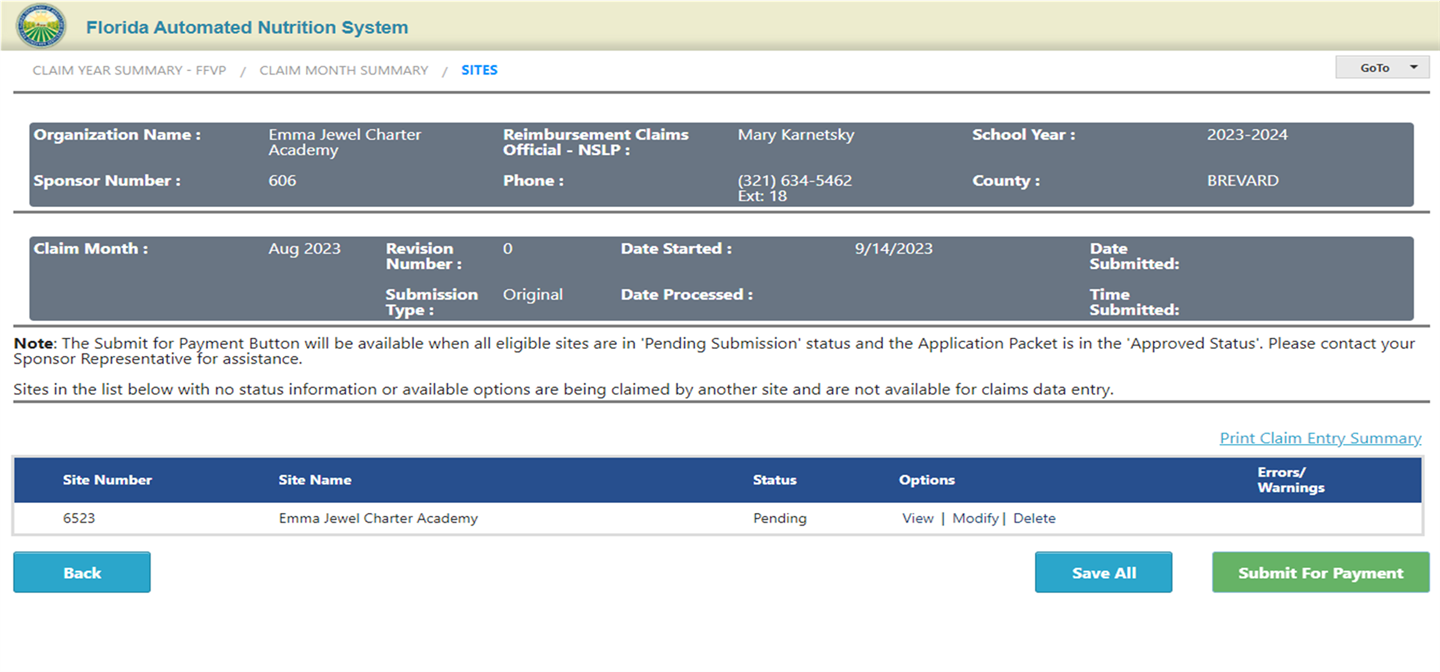 Florida Automated Nutrition System
CLAIM YEAR SUMMARY - FFVP / CLAIM MONTH SUMMARY / SITES
GoTo
Organization Name : Emma Jewel Charter Academy Reimbursement Claims Official - NSLP : Mary Karnetsky School Year : 2023-2024
Sponsor Number : 606 Phone : (321) 634-5462 Ext: 18 County : BREVARD
Claim Month : Aug 2023 Revision Number : 0 Date Started : 9/14/2023 Date Submitted:
Submission Type : Original Date Processed : Time Submitted:
Note: The Submit for Payment Button will be available when all eligible sites are in 'Pending Submission' status and the Application Packet is in the 'Approved Status'. Please contact your
Sponsor Representative for assistance.
Sites in the list below with no status information or available options are being claimed by another site and are not available for claims data entry.
Print Claim Entry Summary
Site Number Site Name Status Options Errors/ Warnings
6523 Emma Jewel Charter Academy Pending View | Modify | Delete
Back Save All Submit For Payment